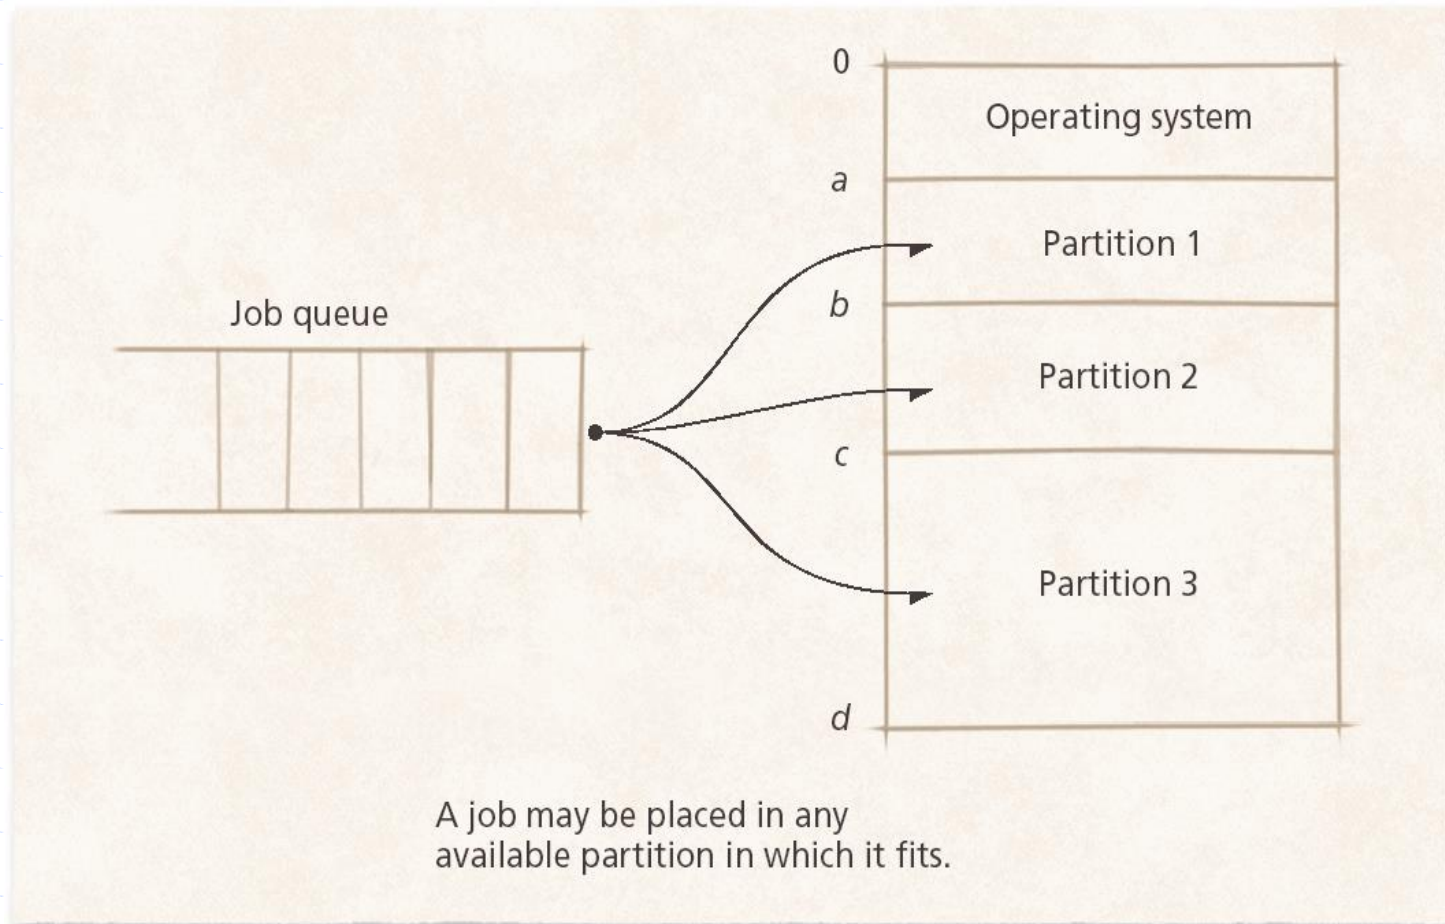 0
Operating system
a
Partition 1
Job queue
b
Partition 2
c
Partition 3
d
A job may be placed in any
available partition in which it fits.